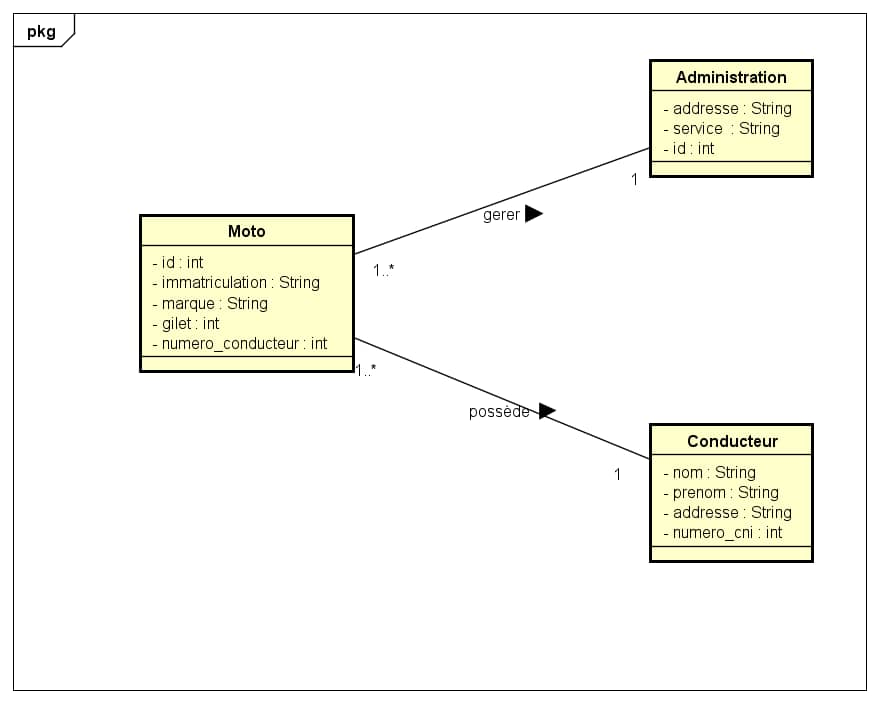 pkg
Administration
- addresse : String
- service : String
- id : int
1
gerer
Moto
- id : int
- immatriculation : String
- marque : String
- gilet : int
- numero_conducteur : int
1..*
1..*
possède
Conducteur
- nom : String
- prenom : String
- addresse : String
- numero_cni : int
1